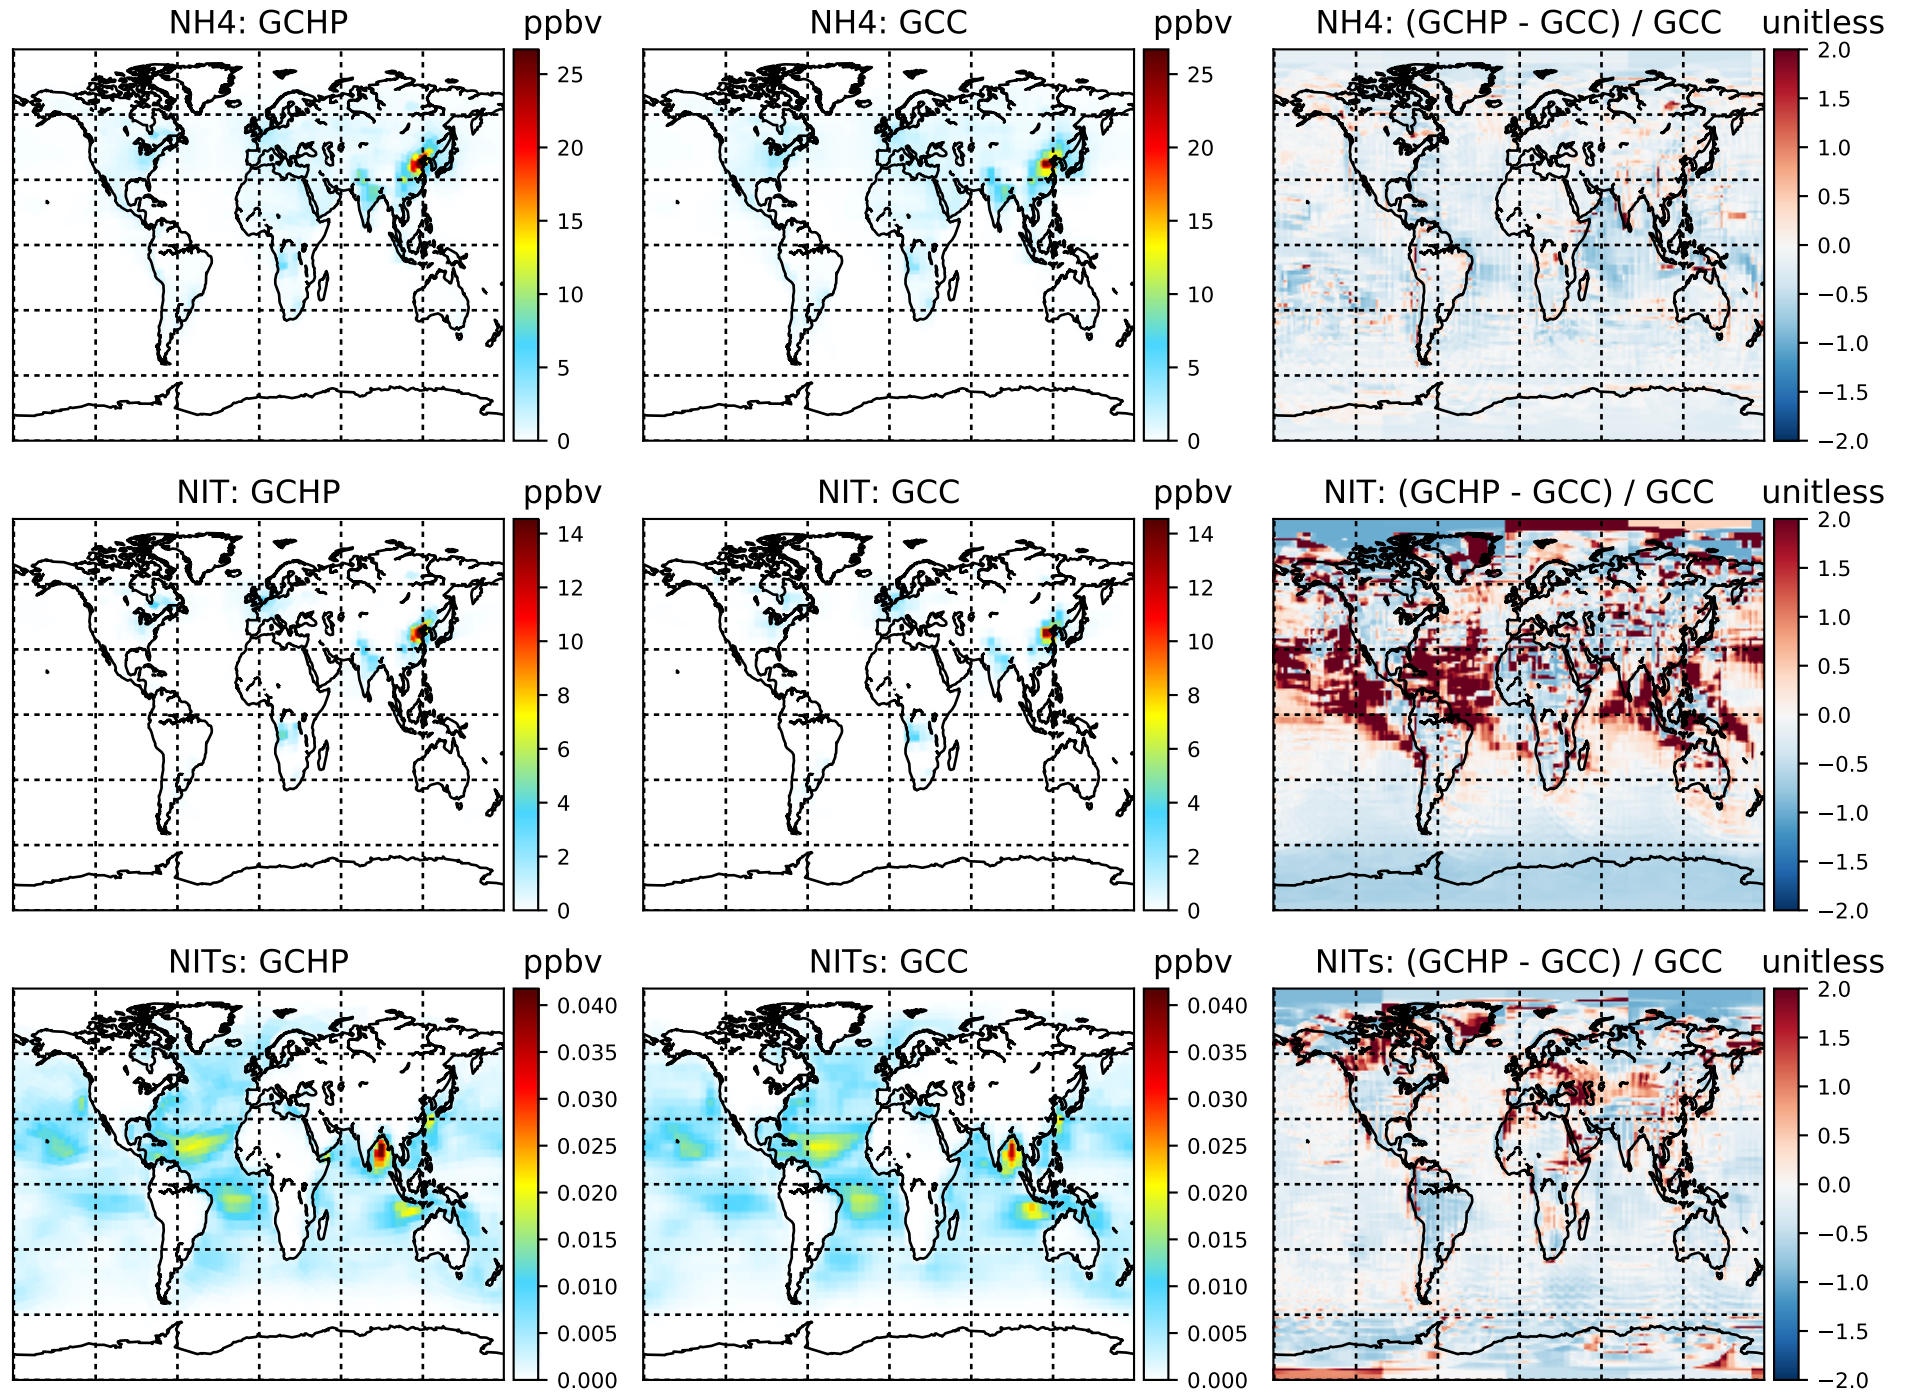 NH4: GCHP ppbv NH4: GCC ppbv NH4: (GCHP - GCC) / GCC unitless
25 25 2.0
20 20 1.5
15 15 1.0
10 10 0.5
5 5 0.0
0 0 −0.5
−1.0
−1.5
−2.0
NIT: GCHP ppbv NIT: GCC ppbv NIT: (GCHP - GCC) / GCC unitless
14 14 2.0
12 12 1.5
10 10 1.0
8 8 0.5
6 6 0.0
4 4 −0.5
2 2 −1.0
0 0 −1.5
−2.0
NITs: GCHP ppbv NITs: GCC ppbv NITs: (GCHP - GCC) / GCC unitless
0.040 0.040 2.0
0.035 0.035 1.5
0.030 0.030 1.0
0.025 0.025 0.5
0.020 0.020 0.0
0.015 0.015 −0.5
0.010 0.010 −1.0
0.005 0.005 −1.5
0.000 0.000 −2.0